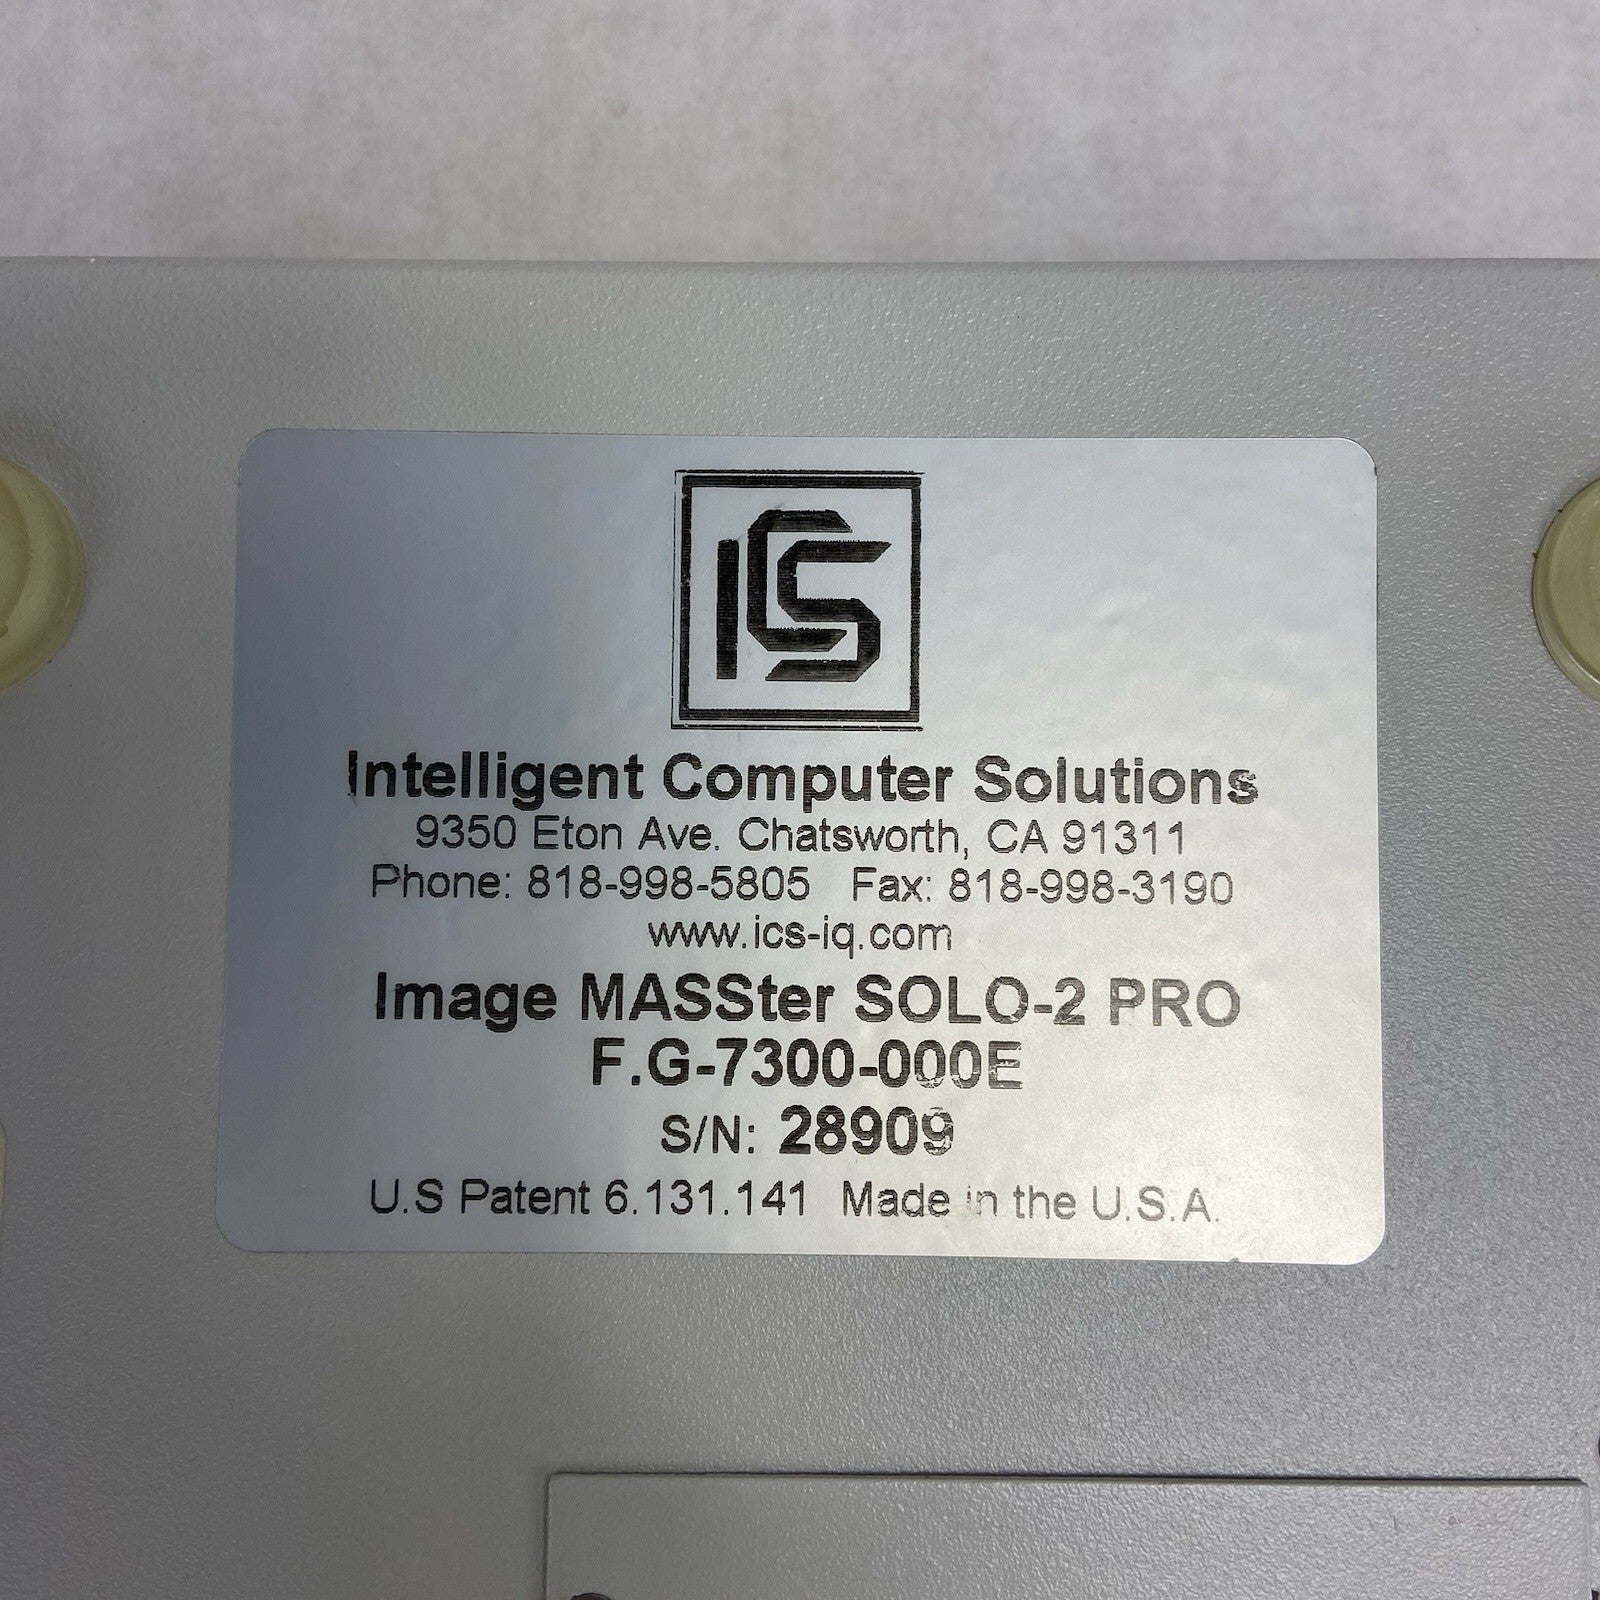 ICS
Intelligent Computer Solutions
9350 Eton Ave. Chatsworth, CA 91311
Phone: 818-998-5805 Fax: 818-998-3190
www.ics-iq.com
Image MASSter SOLO-2 PRO
F.G-7300-000E
S/N: 28909
U.S Patent 6.131.141 Made in the U.S.A.